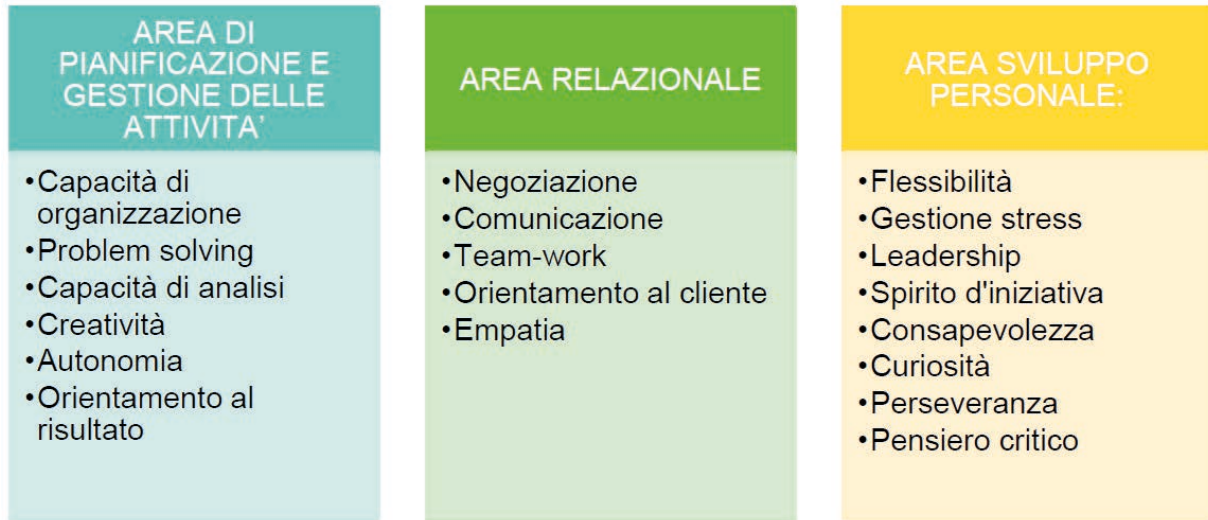 AREA DI
PIANIFICAZIONE E
GESTIONE DELLE
ATTIVITA’
•Capacità di
organizzazione
•Problem solving
•Capacità di analisi
•Creatività
•Autonomia
•Orientamento al
risultato
AREA RELAZIONALE
•Negoziazione
•Comunicazione
•Team-work
•Orientamento al cliente
•Empatia
AREA SVILUPPO
PERSONALE:
•Flessibilità
•Gestione stress
•Leadership
•Spirito d'iniziativa
•Consapevolezza
•Curiosità
•Perseveranza
•Pensiero critico